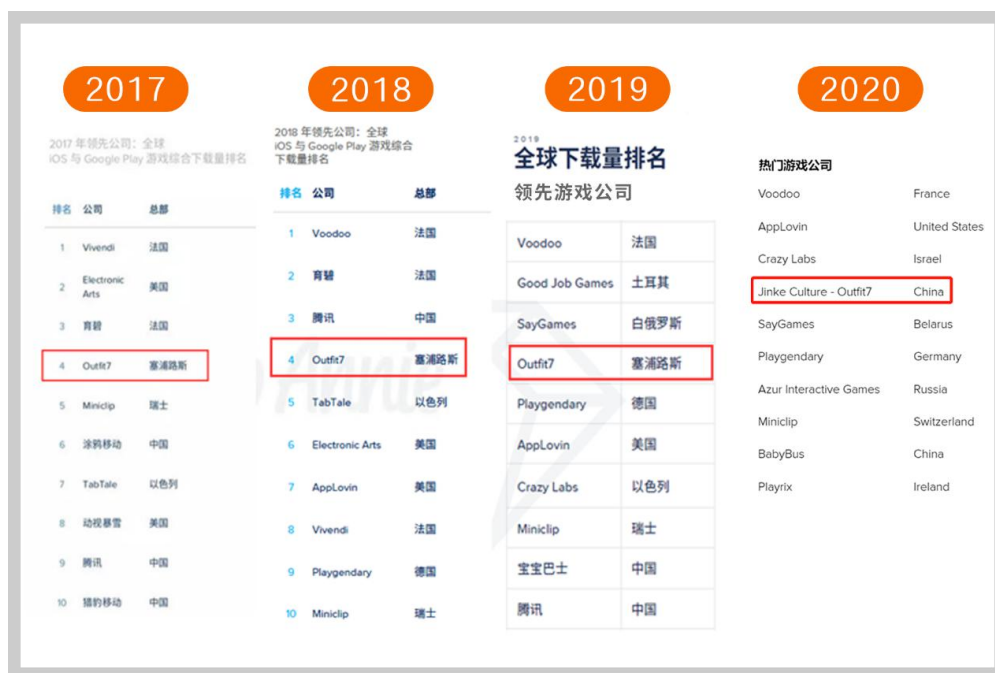 2017
2017 年领先公司：全球
iOS 与 Google Play 游戏综合下载量排名
排名 公司 总部
1 Vivendi 法国
2 Electronic Arts 美国
3 育碧 法国
4 Outfit7 塞浦路斯
5 Miniclip 瑞士
6 涂鸦移动 中国
7 TabTale 以色列
8 动视暴雪 美国
9 腾讯 中国
10 猎豹移动 中国
2018
2018 年领先公司：全球
iOS 与 Google Play 游戏综合
下载量排名
排名 公司 总部
1 Voodoo 法国
2 育碧 法国
3 腾讯 中国
4 Outfit7 塞浦路斯
5 TabTale 以色列
6 Electronic Arts 美国
7 AppLovin 美国
8 Vivendi 法国
9 Playgendary 德国
10 Miniclip 瑞士
2019
2019
全球下载量排名
领先游戏公司
Voodoo 法国
Good Job Games 土耳其
SayGames 白俄罗斯
Outfit7 塞浦路斯
Playgendary 德国
AppLovin 美国
Crazy Labs 以色列
Miniclip 瑞士
宝宝巴士 中国
腾讯 中国
2020
热门游戏公司
Voodoo France
AppLovin United States
Crazy Labs Israel
Jinke Culture - Outfit7 China
SayGames Belarus
Playgendary Germany
Azur Interactive Games Russia
Miniclip Switzerland
BabyBus China
Playrix Ireland
Annie